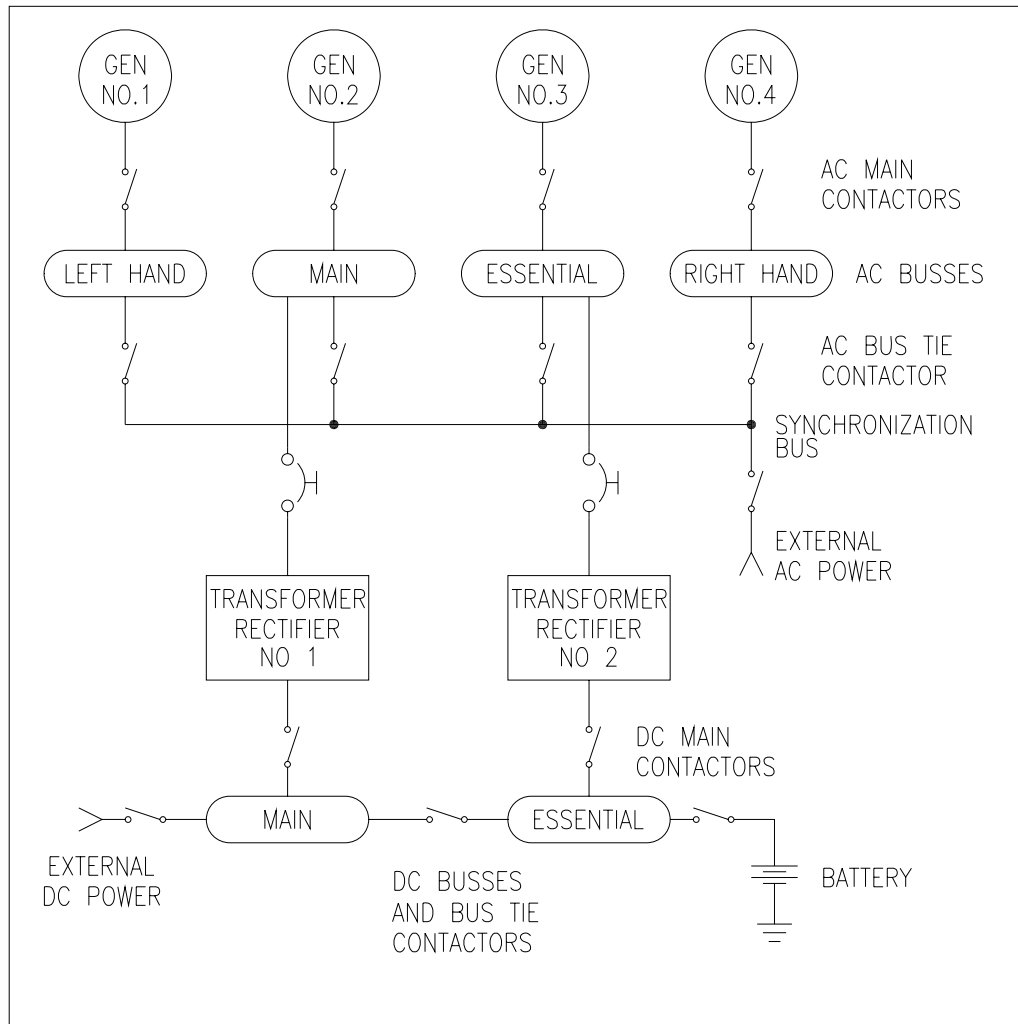 GEN
NO.1
GEN
NO.2
GEN
NO.3
GEN
NO.4
AC MAIN
CONTACTORS
LEFT HAND
MAIN
ESSENTIAL
RIGHT HAND
AC BUSSES
AC BUS TIE
CONTACTOR
SYNCHRONIZATION
BUS
EXTERNAL
AC POWER
TRANSFORMER
RECTIFIER
NO 1
TRANSFORMER
RECTIFIER
NO 2
DC MAIN
CONTACTORS
MAIN
ESSENTIAL
EXTERNAL
DC POWER
DC BUSSES
AND BUS TIE
CONTACTORS
BATTERY